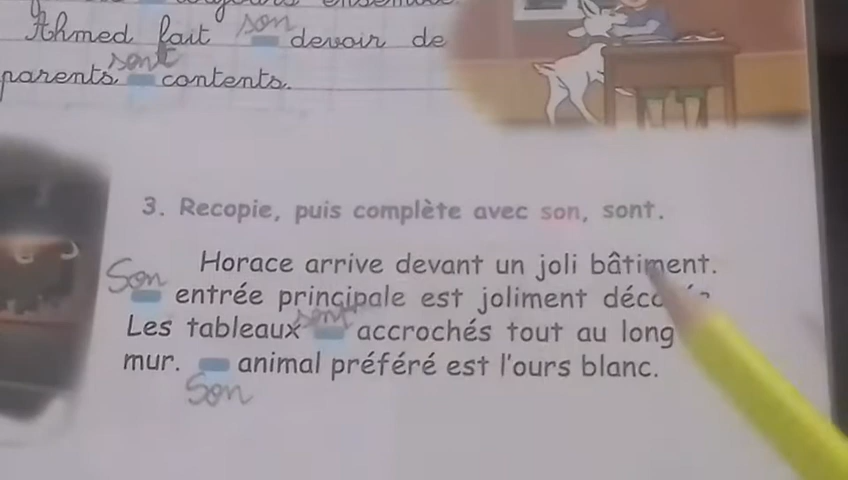 Ahmed fait son devoir de
parents sont contents.
3. Recopie, puis complète avec son, sont.
Horace arrive devant un joli bâtiment.
Son entrée principale est joliment
Les tableaux sont accrochés tout au long
mur. Son animal préféré est l'ours blanc.